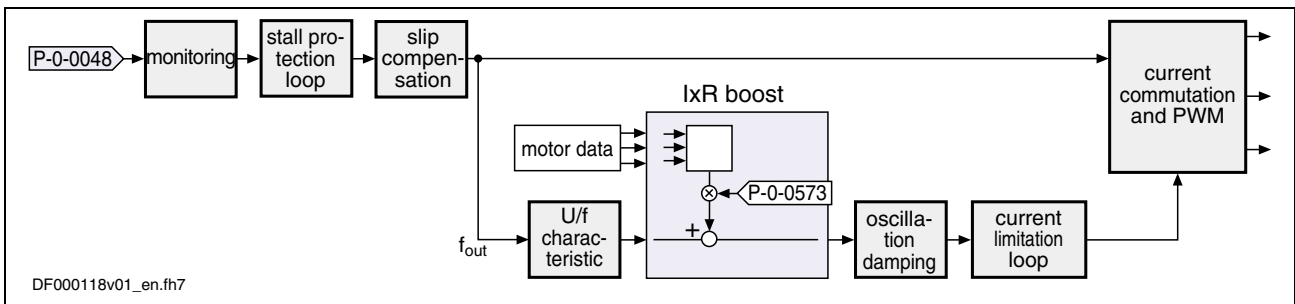 P-0-0048
monitoring
stall pro-
tection
loop
slip
compen-
sation
IxR boost
current
commutation
and PWM
motor data
P-0-0573
+
fout
U/f
charac-
teristic
oscilla-
tion
damping
current
limitation
loop
DF000118v01_en.fh7